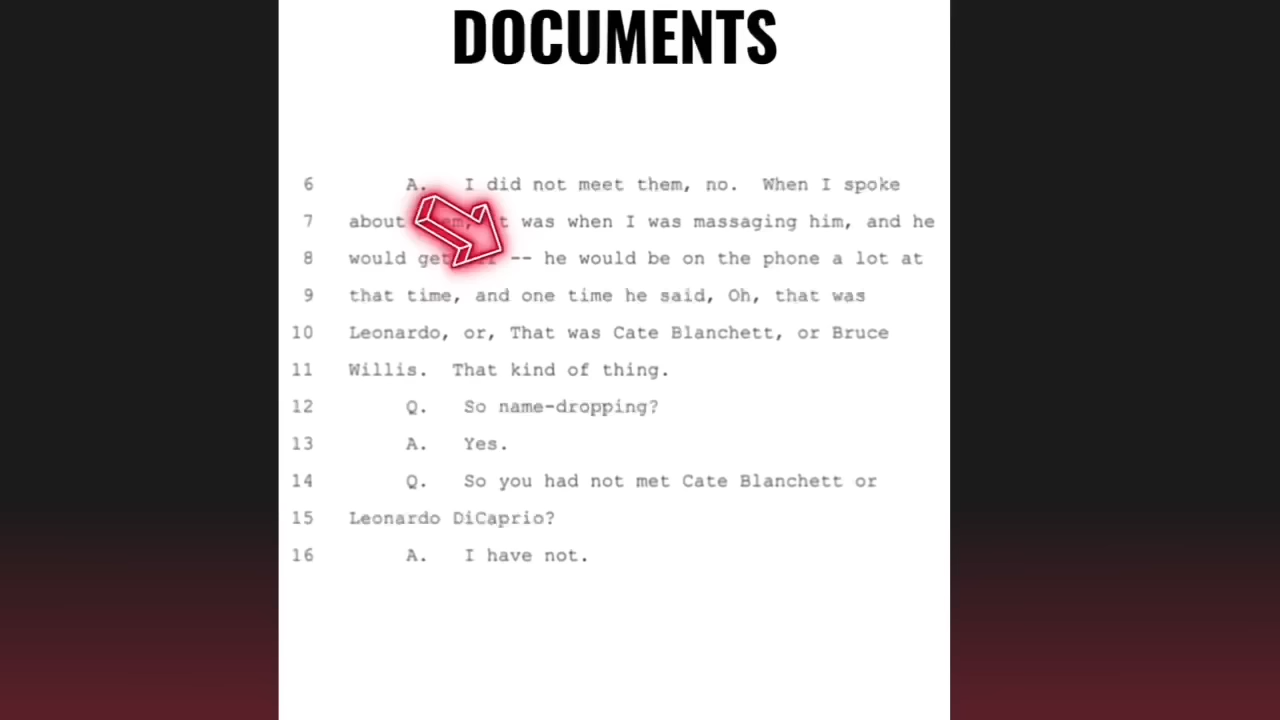 DOCUMENTS
6 A. I did not meet them, no. When I spoke
7 about it was when I was massaging him, and he
8 would -- he would be on the phone a lot at
9 that time, and one time he said, Oh, that was
10 Leonardo, or, That was Cate Blanchett, or Bruce
11 Willis. That kind of thing.
12 Q. So name-dropping?
13 A. Yes.
14 Q. So you had not met Cate Blanchett or
15 Leonardo DiCaprio?
16 A. I have not.